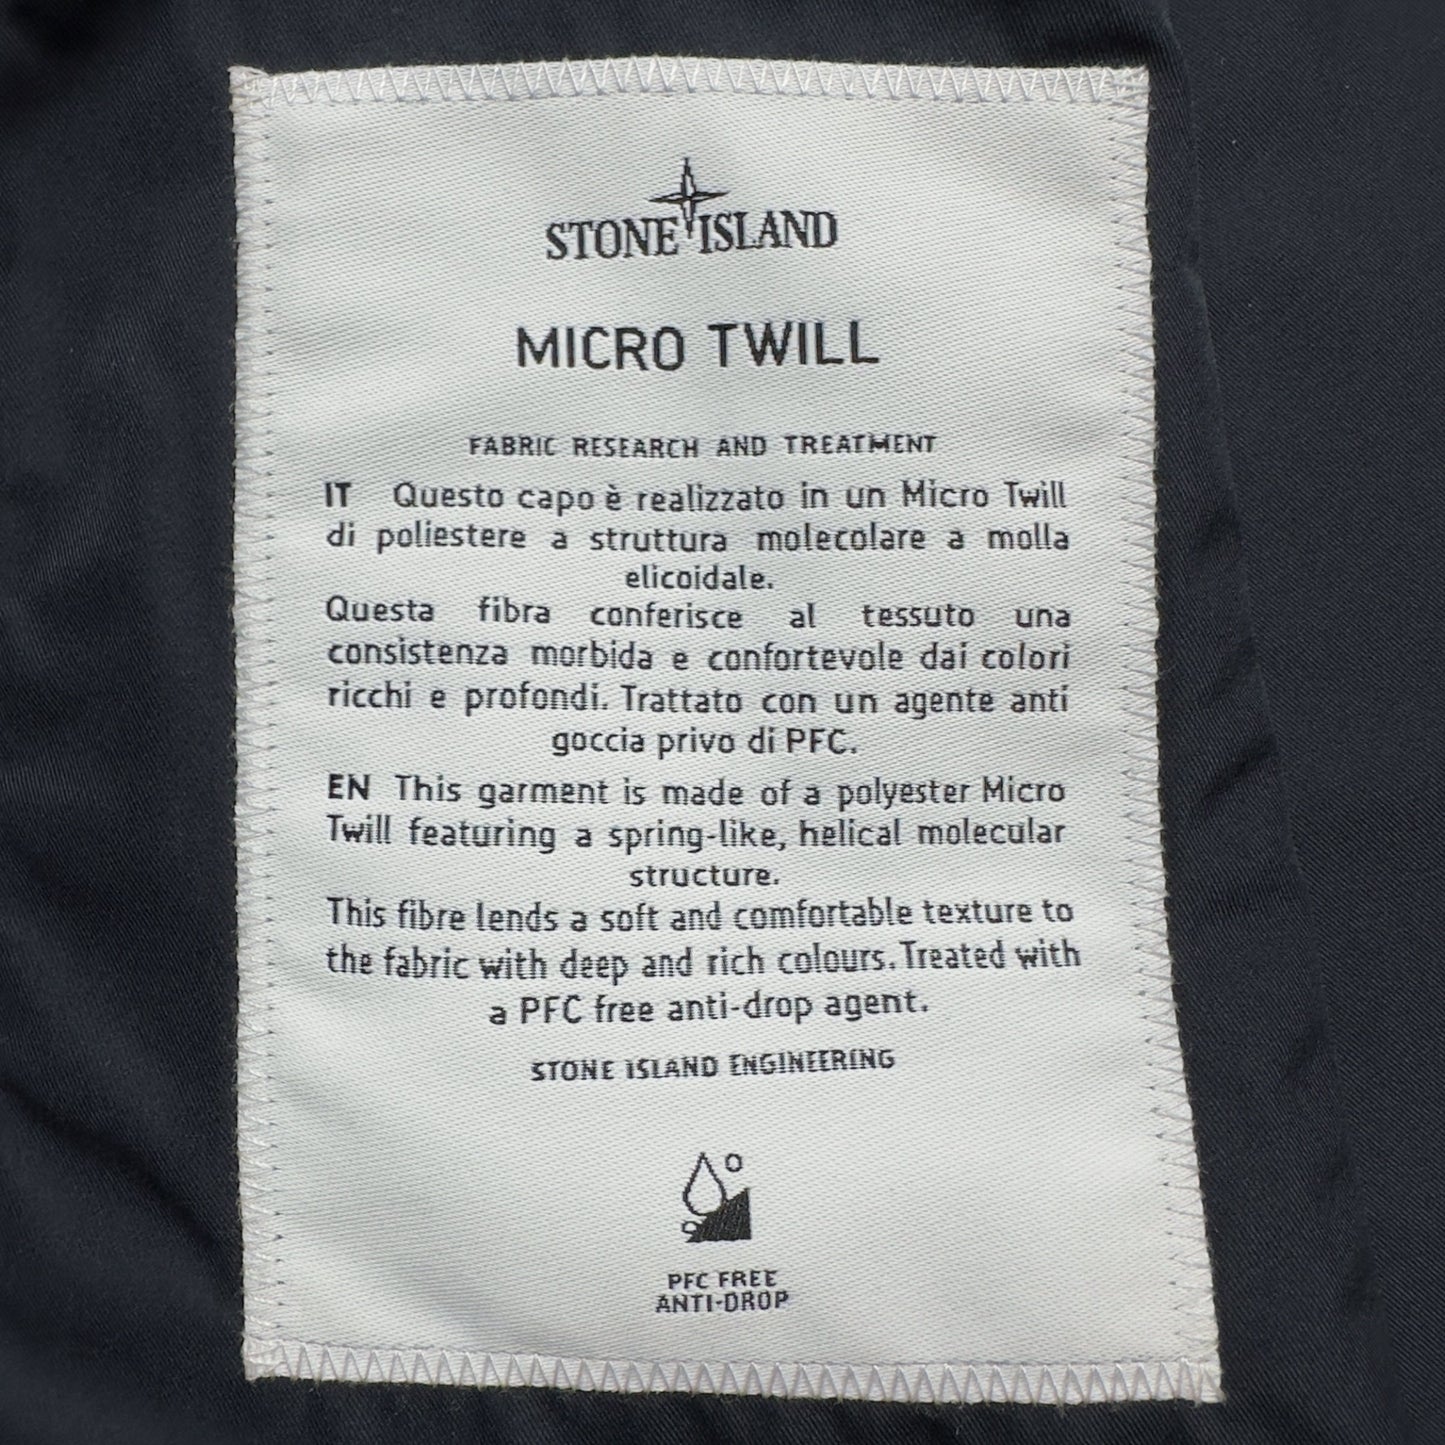 STONE ISLAND
MICRO TWILL
FABRIC RESEARCH AND TREATMENT
IT Questo capo è realizzato in un Micro Twill
di poliestere a struttura molecolare a molla
elicoidale.
Questa fibra conferisce al tessuto una
consistenza morbida e confortevole dai colori
ricchi e profondi. Trattato con un agente anti
goccia privo di PFC.
EN This garment is made of a polyester Micro
Twill featuring a spring-like, helical molecular
structure.
This fibre lends a soft and comfortable texture to
the fabric with deep and rich colours. Treated with
a PFC free anti-drop agent.
STONE ISLAND ENGINEERING
PFC FREE
ANTI-DROP